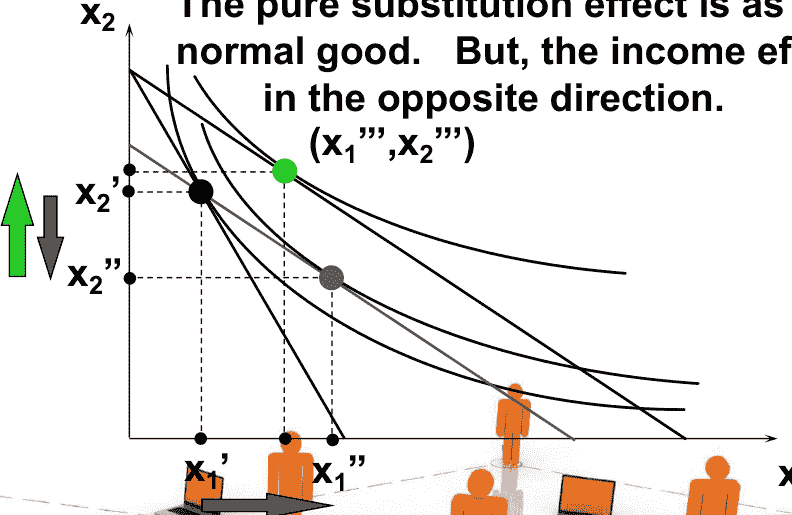 x2
The pure substitution effect is as
normal good. But, the income ef
in the opposite direction.
(x1’’’,x2’’’)
x2’
x2’’
x1’
x1’’
x